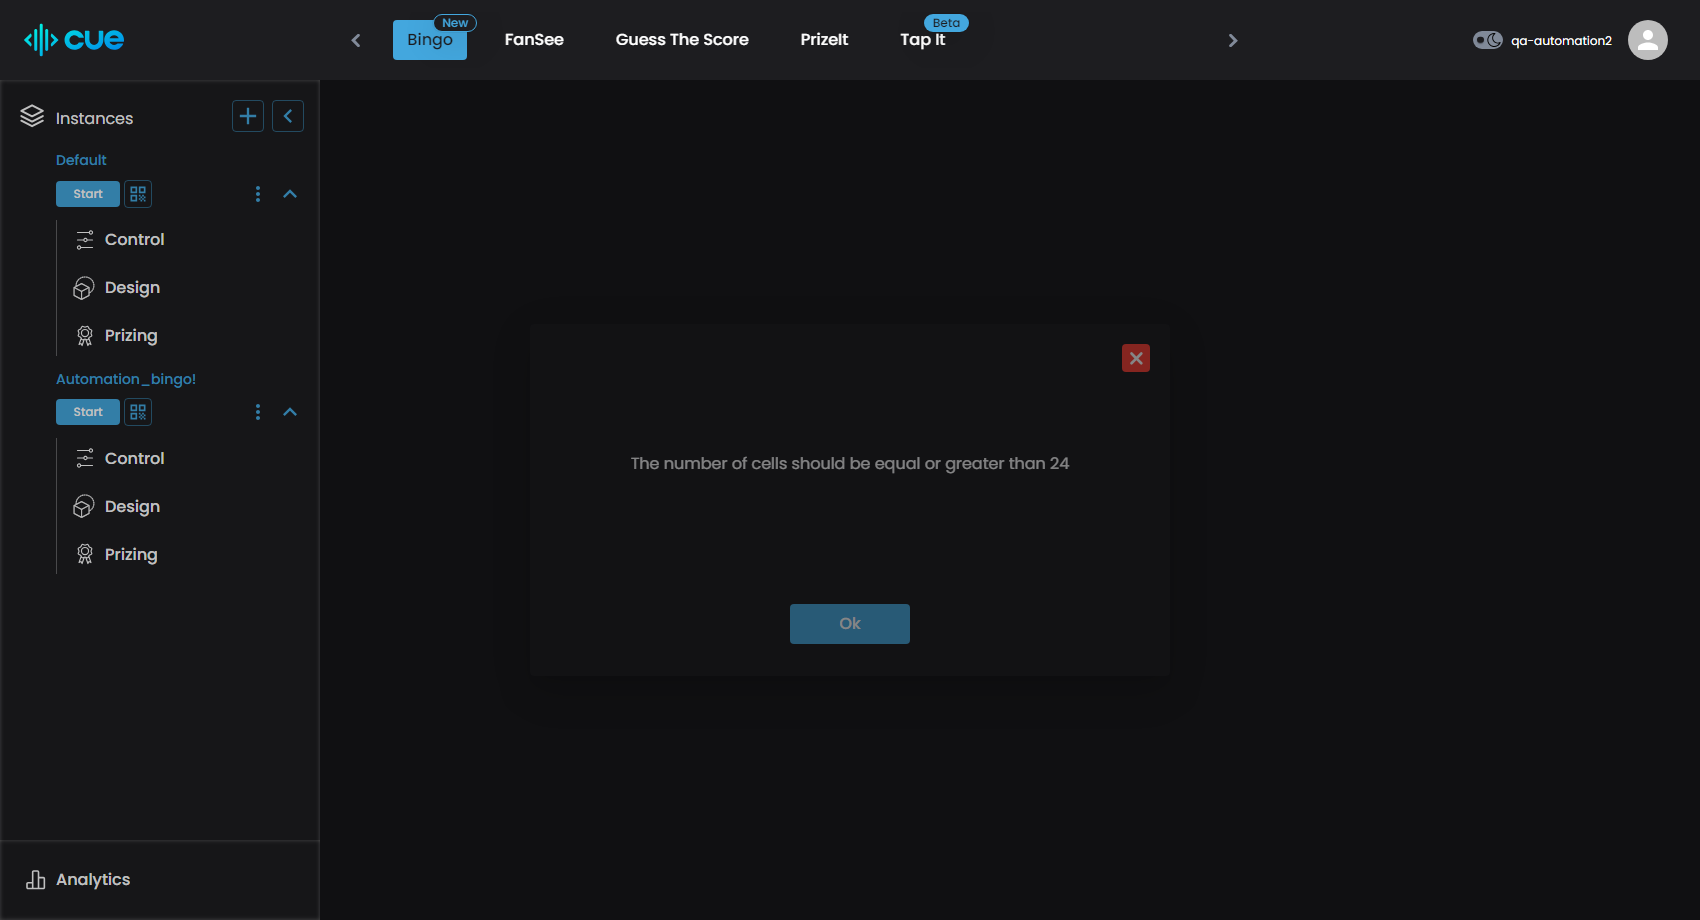 cue
Bingo
New
FanSee
Guess The Score
PrizeIt
Tap It
Beta
qa-automation2
Instances
Default
Start
Control
Design
Prizing
Automation_bingo!
Start
Control
Design
Prizing
The number of cells should be equal or greater than 24
Ok
Analytics